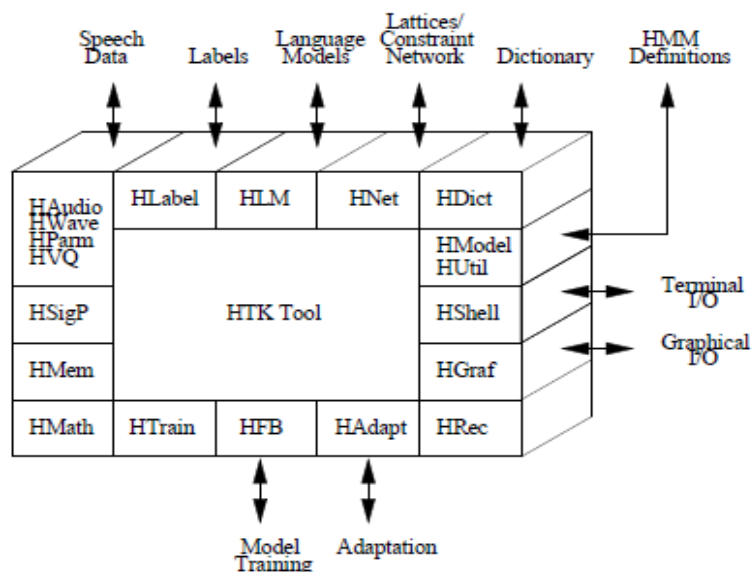 Speech
Data
Labels
Language
Models
Lattices/
Constraint
Network
Dictionary
HMM
Definitions
HAudio
HWave
HParm
HVQ
HLabel
HLM
HNet
HDict
HModel
HUtil
HSigP
HTK Tool
HShell
Terminal
I/O
HMem
HGraf
Graphical
I/O
HMath
HTrain
HFB
HAdapt
HRec
Model
Training
Adaptation